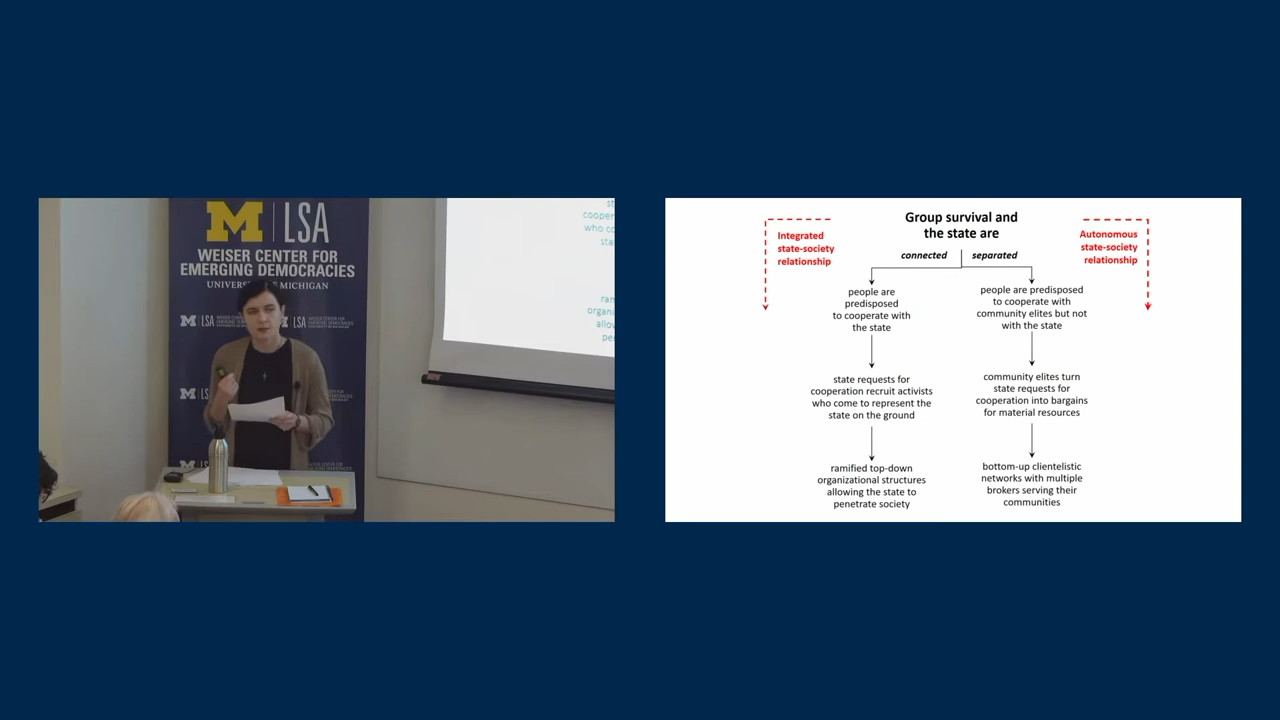 M | LSA
WEISER CENTER FOR
EMERGING DEMOCRACIES
UNIVERSITY OF MICHIGAN
Group survival and
the state are
connected
separated
Integrated
state-society
relationship
Autonomous
state-society
relationship
people are
predisposed
to cooperate with
the state
state requests for
cooperation recruit activists
who come to represent the
state on the ground
ramified top-down
organizational structures
allowing the state to
penetrate society
people are predisposed
to cooperate with
community elites but not
with the state
community elites turn
state requests for
cooperation into bargains
for material resources
bottom-up clientelistic
networks with multiple
brokers serving their
communities